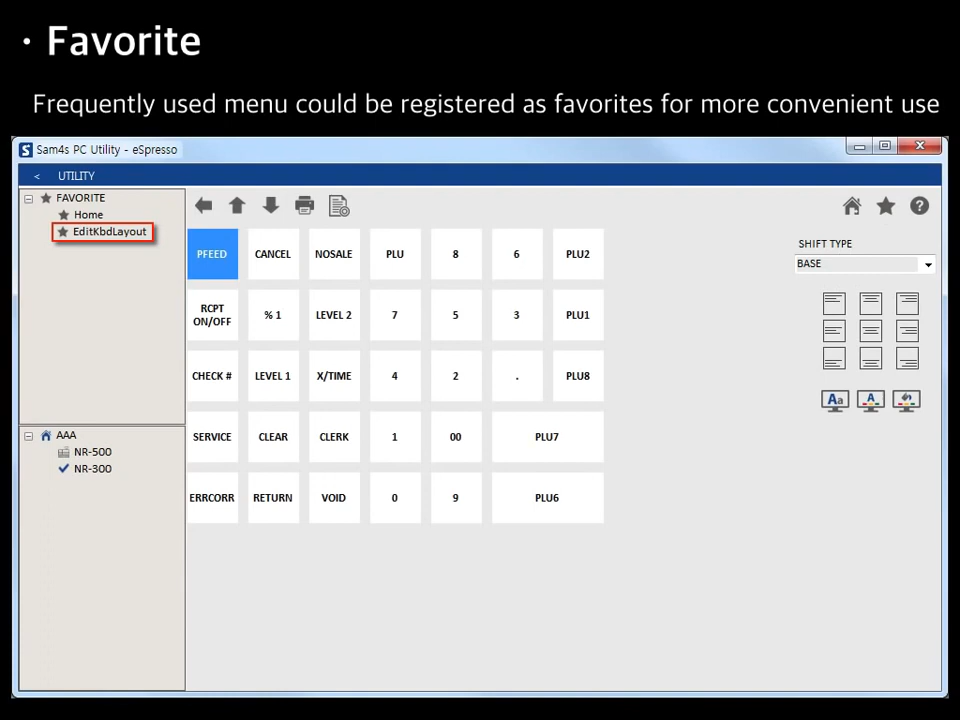 · Favorite
Frequently used menu could be registered as favorites for more convenient use
S Sam4s PC Utility - eSpresso
< UTILITY
FAVORITE
Home
EditKbdLayout
?
SHIFT TYPE
BASE
PFEED CANCEL NOSALE PLU 8 6 PLU2
RCPT
ON/OFF % 1 LEVEL 2 7 5 3 PLU1
CHECK # LEVEL 1 X/TIME 4 2 . PLU8
Aa A
SERVICE CLEAR CLERK 1 00 PLU7
ERRCORR RETURN VOID 0 9 PLU6
AAA
NR-500
NR-300